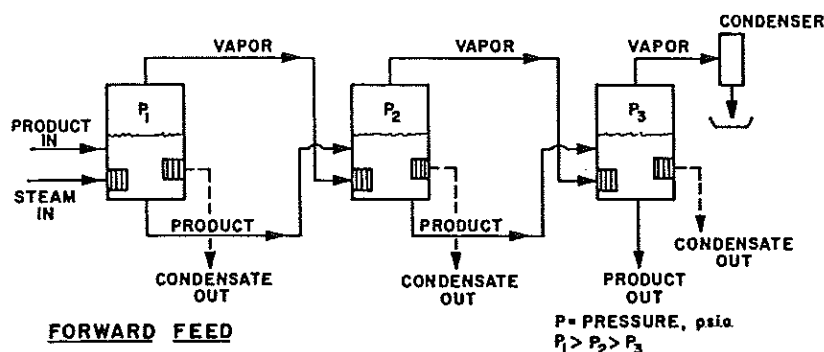 CONDENSER
VAPOR
VAPOR
VAPOR
P₁
P₂
P₃
PRODUCT
IN
STEAM
IN
PRODUCT
PRODUCT
CONDENSATE
OUT
CONDENSATE
OUT
PRODUCT
OUT
CONDENSATE
OUT
FORWARD FEED
P = PRESSURE, p.s.i.a.
P₁ > P₂ > P₃